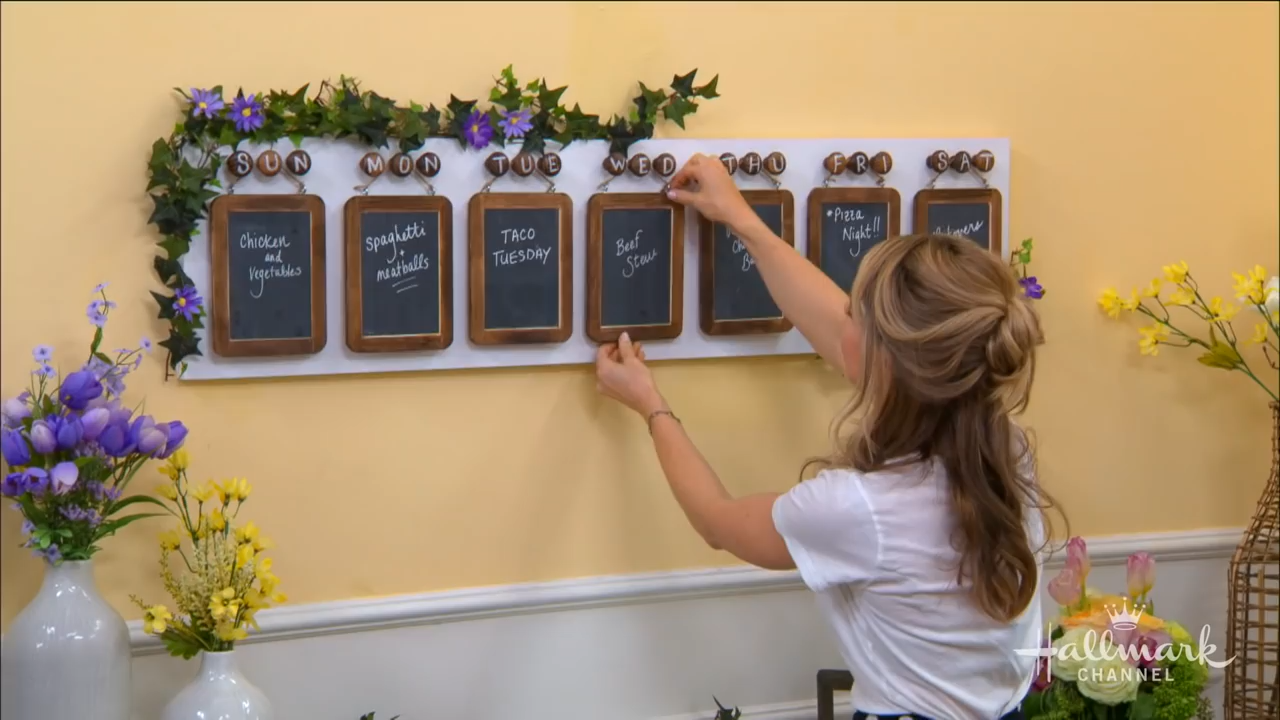 SUN MON TUE WED THU FRI SAT
Chicken
and
Vegetables
spaghetti
+
meatballs
TACO
TUESDAY
Beef
Stew
*Pizza
Night!!
Hallmark
CHANNEL